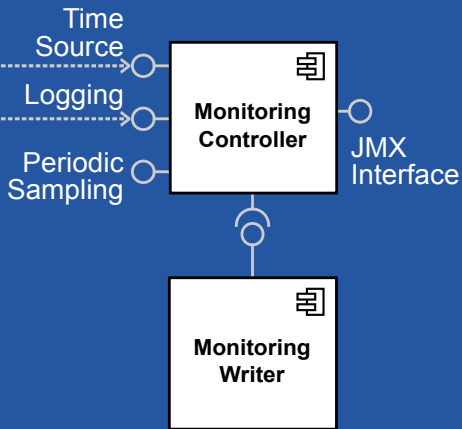 Time
Source
Logging
Periodic
Sampling
Monitoring
Controller
JMX
Interface
Monitoring
Writer